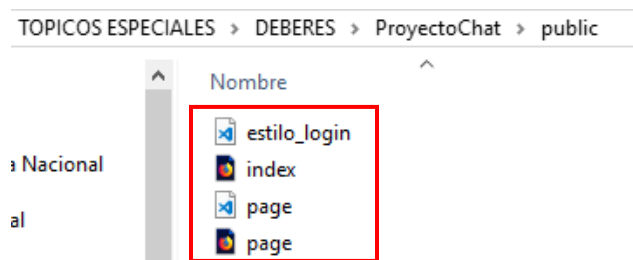 TOPICOS ESPECIALES > DEBERES > ProyectoChat > public
Nombre
estilo_login
a Nacional
index
page
al
page